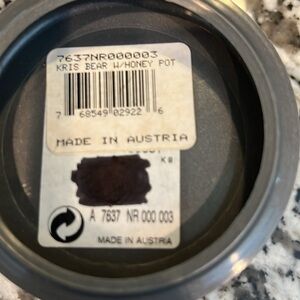 7637NR000003
KRIS BEAR W/HONEY POT
7 68549 02922 6
MADE IN AUSTRIA
KB
A 7637 NR 000 003
MADE IN AUSTRIA